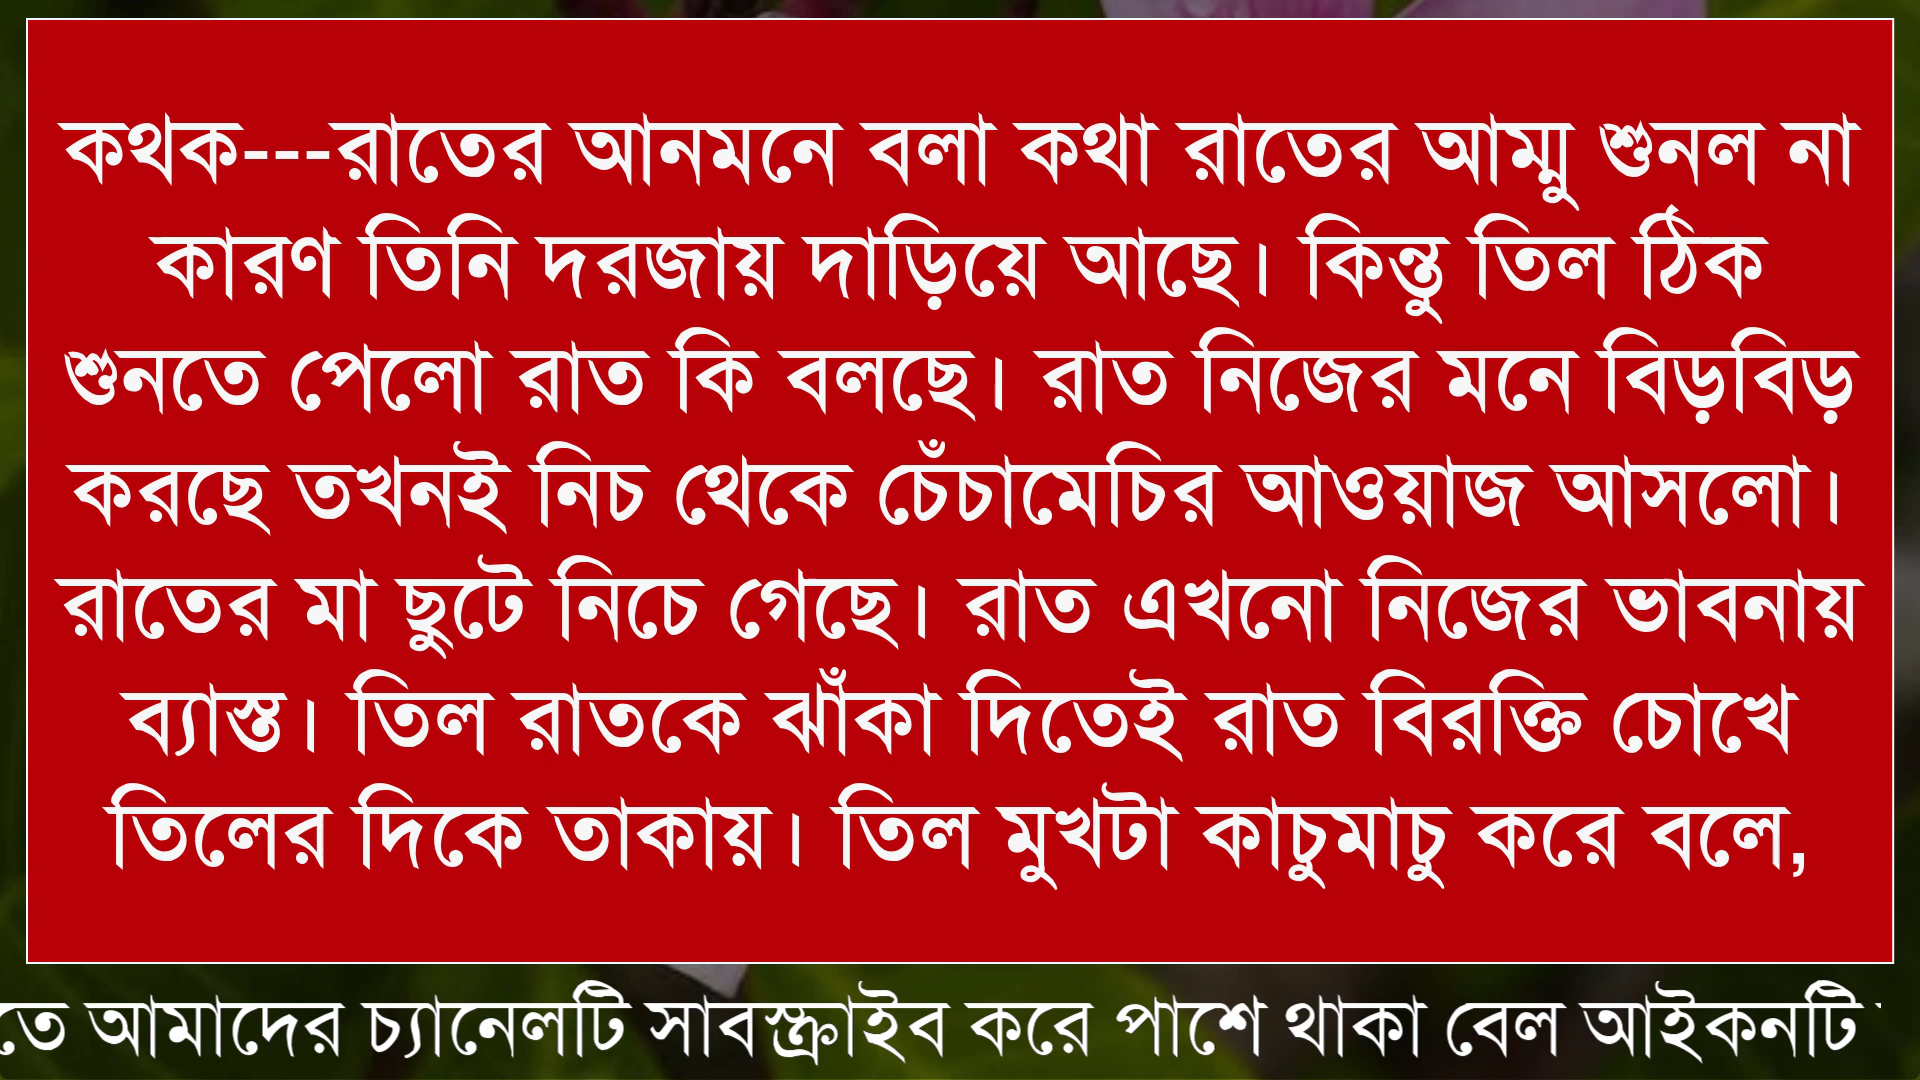 কথক---রাতের আনমনে বলা কথা রাতের আম্মু শুনল না
কারণ তিনি দরজায় দাড়িয়ে আছে। কিন্তু তিল ঠিক
শুনতে পেলো রাত কি বলছে। রাত নিজের মনে বিড়বিড়
করছে তখনই নিচ থেকে চেঁচামেচির আওয়াজ আসলো।
রাতের মা ছুটে নিচে গেছে। রাত এখনো নিজের ভাবনায়
ব্যাস্ত। তিল রাতকে ঝাঁকা দিতেই রাত বিরক্তি চোখে
তিলের দিকে তাকায়। তিল মুখটা কাচুমাচু করে বলে,
আমাদের চ্যানেলটি সাবস্ক্রাইব করে পাশে থাকা বেল আইকনটি